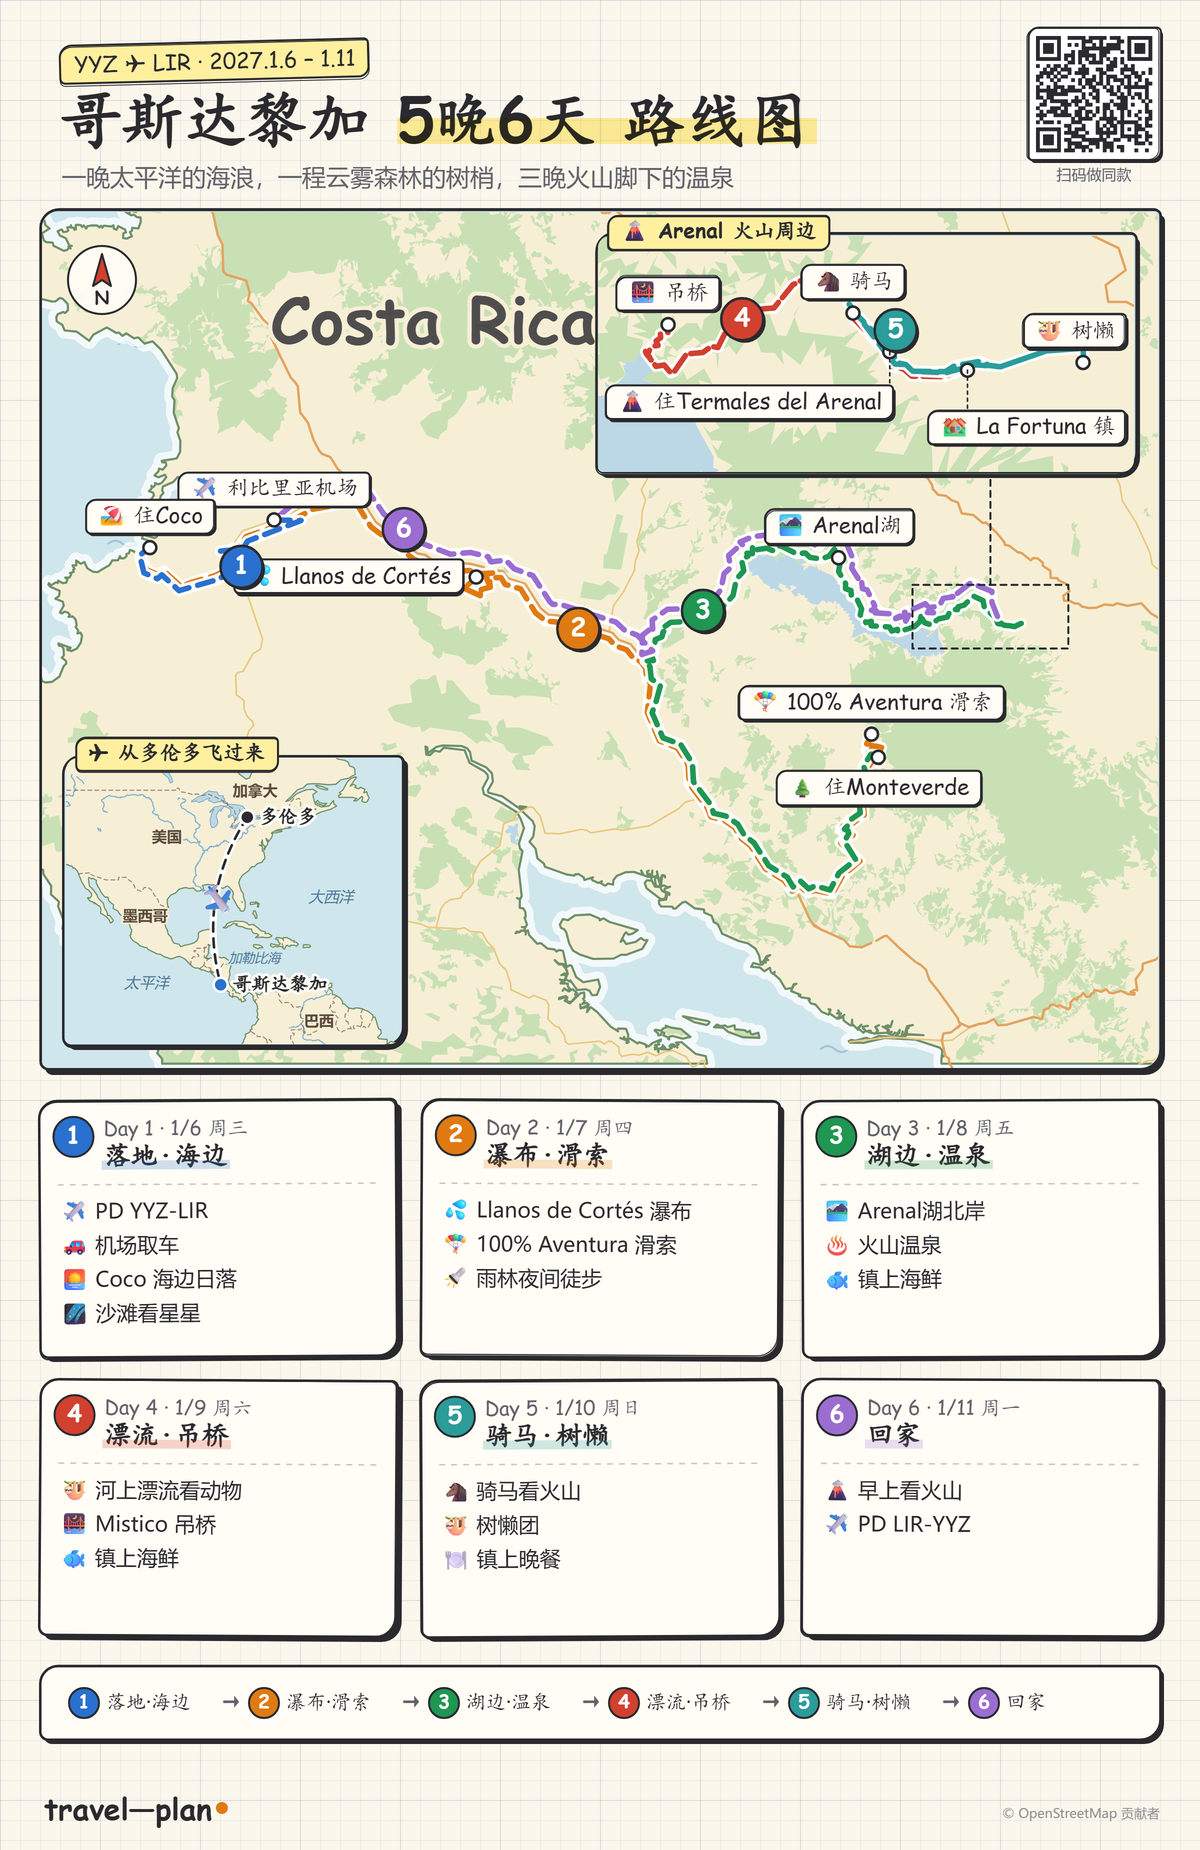 YYZ ✈ LIR · 2027.1.6 – 1.11
哥斯达黎加 5晚6天 路线图
一晚太平洋的海浪，一程云雾森林的树梢，三晚火山脚下的温泉
扫码做同款
N
Costa Rica
Arenal 火山周边
吊桥
骑马
4
5
树懒
住Termales del Arenal
La Fortuna 镇
利比里亚机场
住Coco
6
1
Llanos de Cortés
2
Arenal湖
3
100% Aventura 滑索
住Monteverde
✈ 从多伦多飞过来
加拿大
多伦多
美国
大西洋
墨西哥
加勒比海
太平洋
哥斯达黎加
巴西
1 Day 1 · 1/6 周三
落地·海边
PD YYZ-LIR
机场取车
Coco 海边日落
沙滩看星星
2 Day 2 · 1/7 周四
瀑布·滑索
Llanos de Cortés 瀑布
100% Aventura 滑索
雨林夜间徒步
3 Day 3 · 1/8 周五
湖边·温泉
Arenal湖北岸
火山温泉
镇上海鲜
4 Day 4 · 1/9 周六
漂流·吊桥
河上漂流看动物
Mistico 吊桥
镇上海鲜
5 Day 5 · 1/10 周日
骑马·树懒
骑马看火山
树懒团
镇上晚餐
6 Day 6 · 1/11 周一
回家
早上看火山
PD LIR-YYZ
1 落地·海边 → 2 瀑布·滑索 → 3 湖边·温泉 → 4 漂流·吊桥 → 5 骑马·树懒 → 6 回家
travel—plan
© OpenStreetMap 贡献者